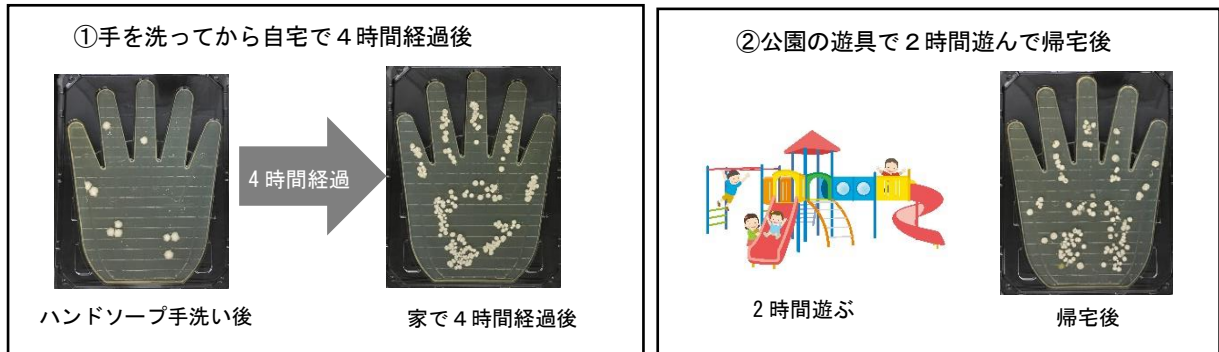 ①手を洗ってから自宅で４時間経過後
４時間経過
ハンドソープ手洗い後
家で４時間経過後
②公園の遊具で２時間遊んで帰宅後
２時間遊ぶ
帰宅後